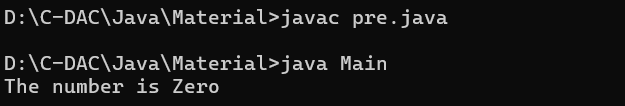 D:\C-DAC\Java\Material>javac pre.java
D:\C-DAC\Java\Material>java Main
The number is Zero